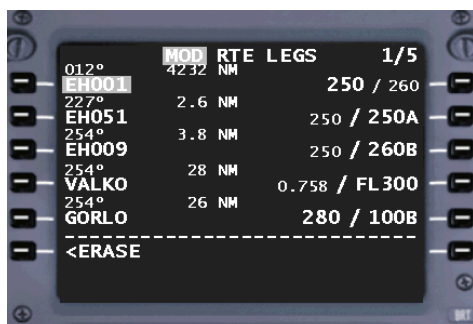 MOD RTE LEGS 1/5
012° 4232 NM
EH001 250 / 260
227° 2.6 NM
EH051 250 / 250A
254° 3.8 NM
EH009 250 / 260B
254° 28 NM
VALKO 0.758 / FL300
254° 26 NM
GORLO 280 / 100B
------------------------
<ERASE